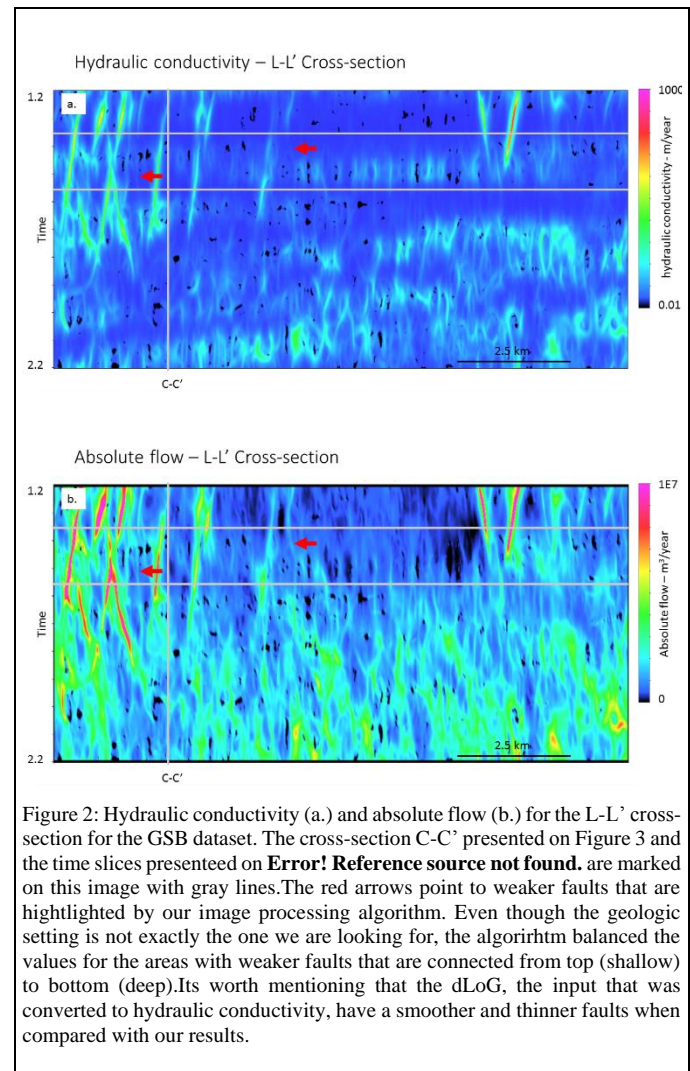 Hydraulic conductivity – L-L’ Cross-section
1.2
a.
Time
2.2
2.5 km
C-C’
1000
hydraulic conductivity - m/year
0.01
Absolute flow – L-L’ Cross-section
1.2
b.
Time
2.2
2.5 km
C-C’
1E7
Absolute flow – m³/year
0
Figure 2: Hydraulic conductivity (a.) and absolute flow (b.) for the L-L’ cross-
section for the GSB dataset. The cross-section C-C’ presented on Figure 3 and
the time slices presenteed on Error! Reference source not found. are marked
on this image with gray lines.The red arrows point to weaker faults that are
hightlighted by our image processing algorithm. Even though the geologic
setting is not exactly the one we are looking for, the algorirhtm balanced the
values for the areas with weaker faults that are connected from top (shallow)
to bottom (deep).Its worth mentioning that the dLoG, the input that was
converted to hydraulic conductivity, have a smoother and thinner faults when
compared with our results.